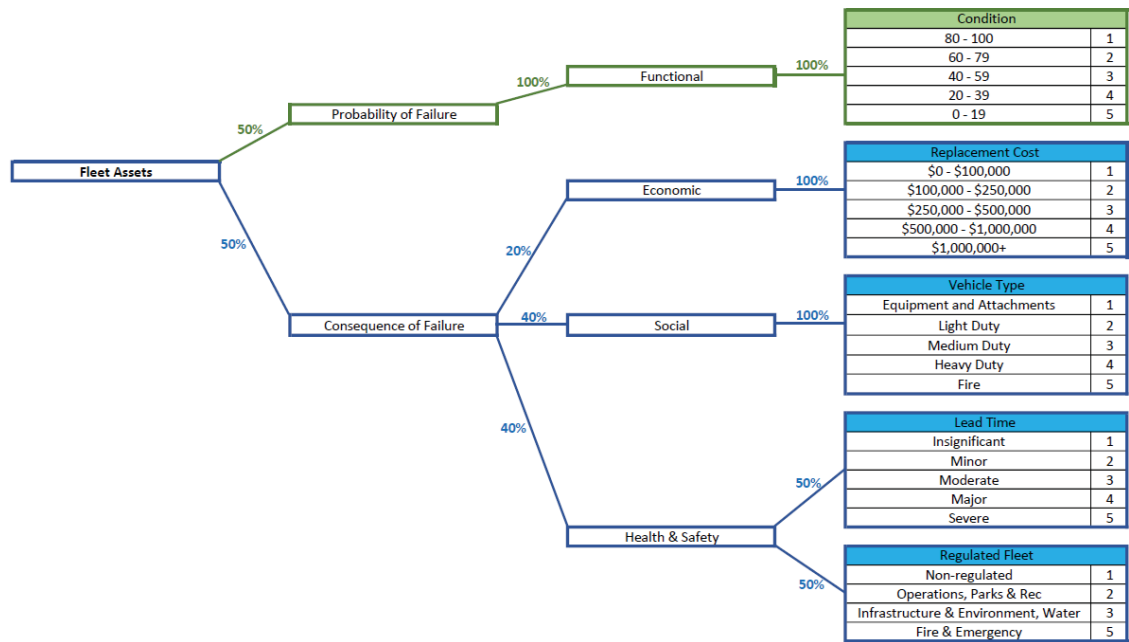 Condition
80 - 100 1
100% 60 - 79 2
Functional 40 - 59 3
100% 20 - 39 4
Probability of Failure 0 - 19 5
50%
Fleet Assets
Replacement Cost
$0 - $100,000 1
Economic 100% $100,000 - $250,000 2
$250,000 - $500,000 3
50% $500,000 - $1,000,000 4
20% $1,000,000+ 5
Vehicle Type
Equipment and Attachments 1
Consequence of Failure 40% Social 100% Light Duty 2
Medium Duty 3
Heavy Duty 4
Fire 5
40%
Lead Time
Insignificant 1
Minor 2
50% Moderate 3
Major 4
Severe 5
Health & Safety
Regulated Fleet
50% Non-regulated 1
Operations, Parks & Rec 2
Infrastructure & Environment, Water 3
Fire & Emergency 5